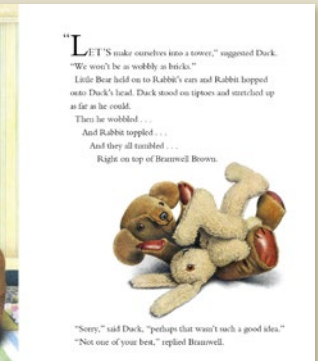 "LET'S make ourselves into a tower," suggested Duck.
"We won't be as wobbly as bricks."
Little Bear held on to Rabbit's ears and Rabbit hopped
onto Duck's head. Duck stood on tiptoes and stretched up
as far as he could.
Then he wobbled . . .
And Rabbit toppled . . .
And they all tumbled . . .
Right on top of Bramwell Brown.
"Sorry," said Duck, "perhaps that wasn't such a good idea."
"Not one of your best," replied Bramwell.